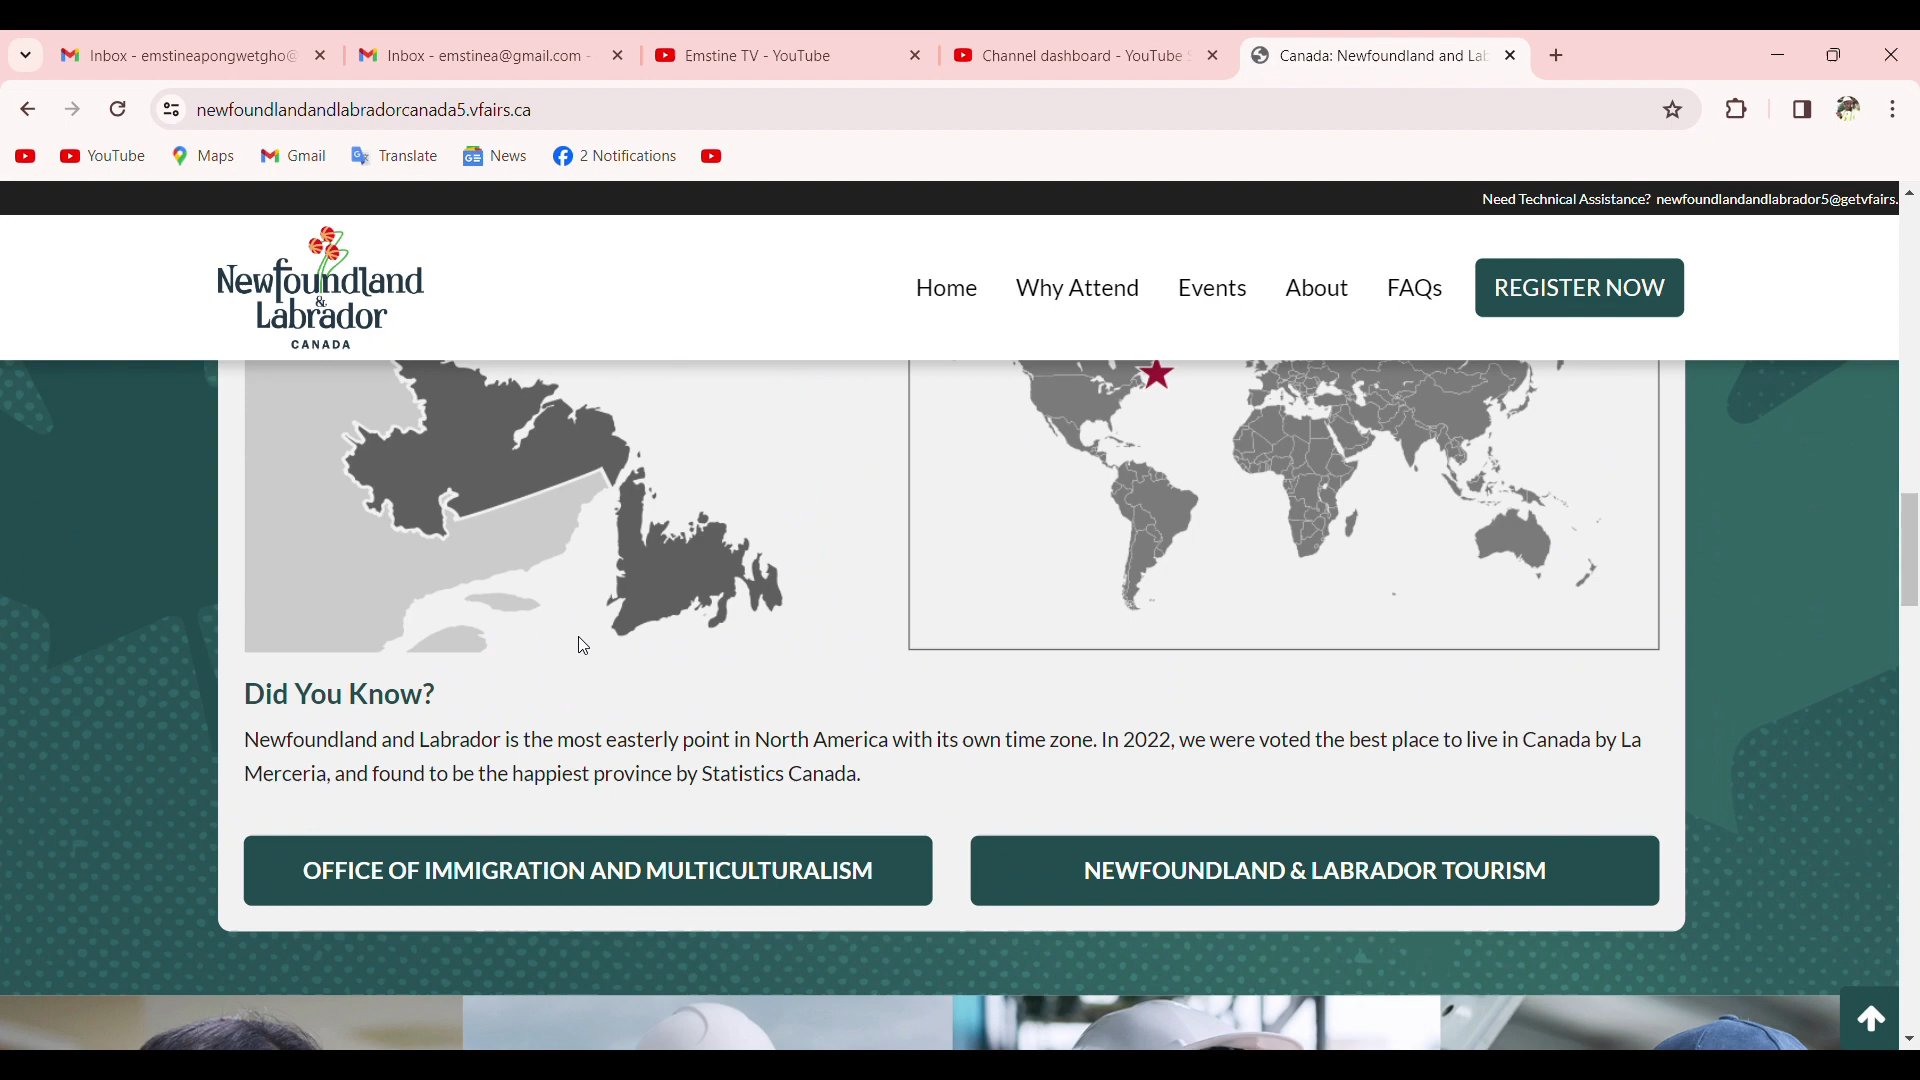 Inbox - emstineapongwetgho@
Inbox - emstinea@gmail.com -
Emstine TV - YouTube
Channel dashboard - YouTube S
Canada: Newfoundland and Lab
newfoundlandandlabradorcanada5.vfairs.ca
YouTube
Maps
Gmail
Translate
News
2 Notifications
Need Technical Assistance? newfoundlandandlabrador5@getvfairs.
Newfoundland
&
Labrador
CANADA
Home
Why Attend
Events
About
FAQs
REGISTER NOW
Did You Know?
Newfoundland and Labrador is the most easterly point in North America with its own time zone. In 2022, we were voted the best place to live in Canada by La
Merceria, and found to be the happiest province by Statistics Canada.
OFFICE OF IMMIGRATION AND MULTICULTURALISM
NEWFOUNDLAND & LABRADOR TOURISM